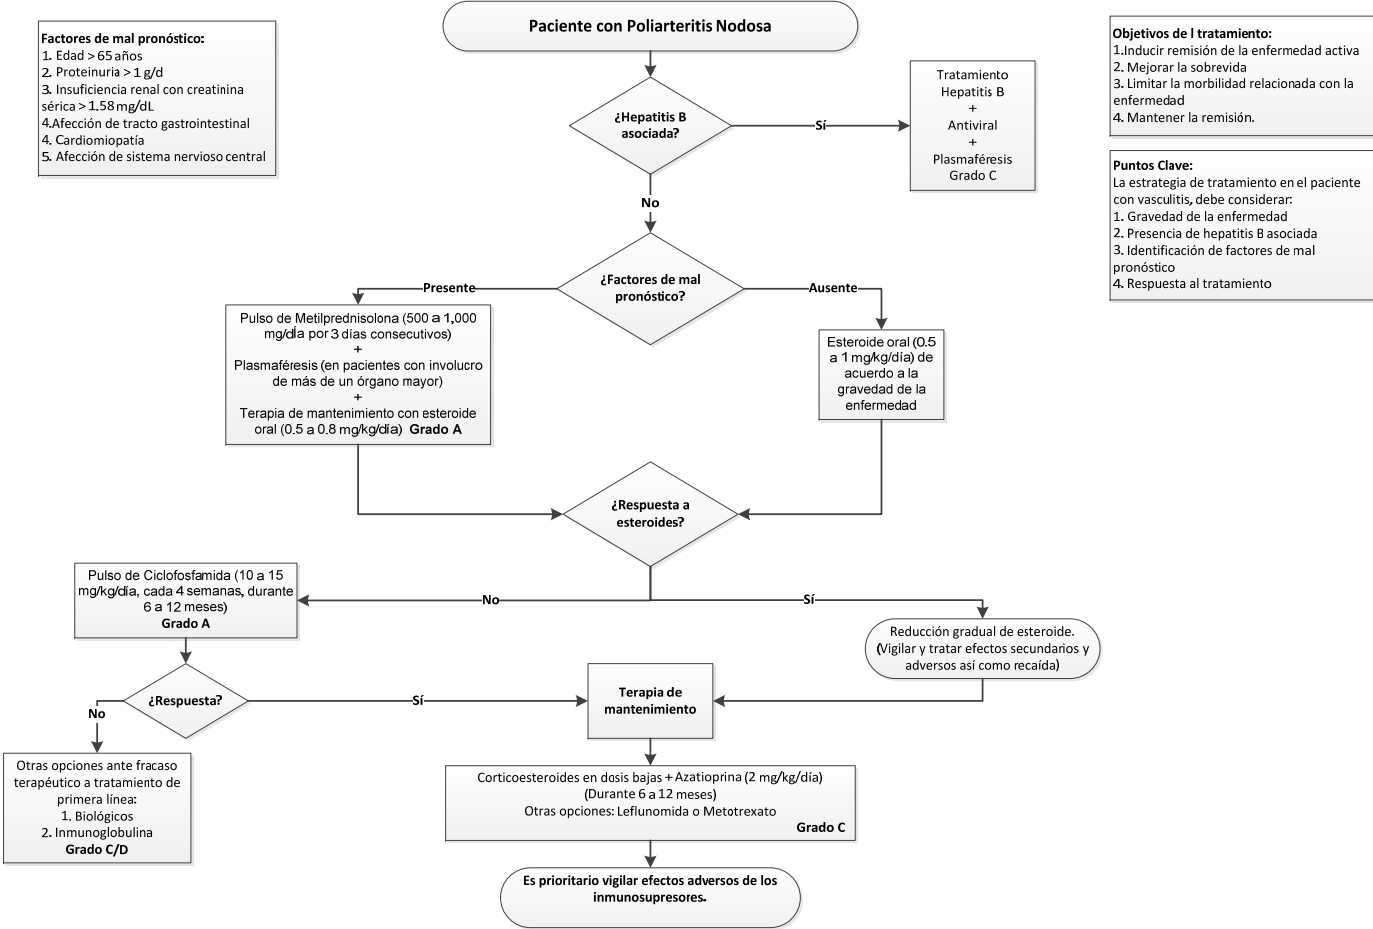 Paciente con Poliarteritis Nodosa
Factores de mal pronóstico:
1. Edad > 65 años
2. Proteinuria > 1 g/d
3. Insuficiencia renal con creatinina
sérica > 1.58 mg/dL
4.Afección de tracto gastrointestinal
4. Cardiomiopatía
5. Afección de sistema nervioso central
Objetivos de l tratamiento:
1.Inducir remisión de la enfermedad activa
2. Mejorar la sobrevida
3. Limitar la morbilidad relacionada con la
enfermedad
4. Mantener la remisión.
¿Hepatitis B
asociada?
Sí
Tratamiento
Hepatitis B
+
Antiviral
+
Plasmaféresis
Grado C
Puntos Clave:
La estrategia de tratamiento en el paciente
con vasculitis, debe considerar:
1. Gravedad de la enfermedad
2. Presencia de hepatitis B asociada
3. Identificación de factores de mal
pronóstico
4. Respuesta al tratamiento
No
¿Factores de mal
pronóstico?
Presente
Ausente
Pulso de Metilprednisolona (500 a 1,000
mg/día por 3 días consecutivos)
+
Plasmaféresis (en pacientes con involucro
de más de un órgano mayor)
+
Terapia de mantenimiento con esteroide
oral (0.5 a 0.8 mg/kg/día) Grado A
Esteroide oral (0.5
a 1 mg/kg/día) de
acuerdo a la
gravedad de la
enfermedad
¿Respuesta a
esteroides?
No
Sí
Pulso de Ciclofosfamida (10 a 15
mg/kg/día, cada 4 semanas, durante
6 a 12 meses)
Grado A
Reducción gradual de esteroide.
(Vigilar y tratar efectos secundarios y
adversos así como recaída)
¿Respuesta?
No
Sí
Terapia de
mantenimiento
Otras opciones ante fracaso
terapéutico a tratamiento de
primera línea:
1. Biológicos
2. Inmunoglobulina
Grado C/D
Corticoesteroides en dosis bajas + Azatioprina (2 mg/kg/día)
(Durante 6 a 12 meses)
Otras opciones: Leflunomida o Metotrexato
Grado C
Es prioritario vigilar efectos adversos de los
inmunosupresores.